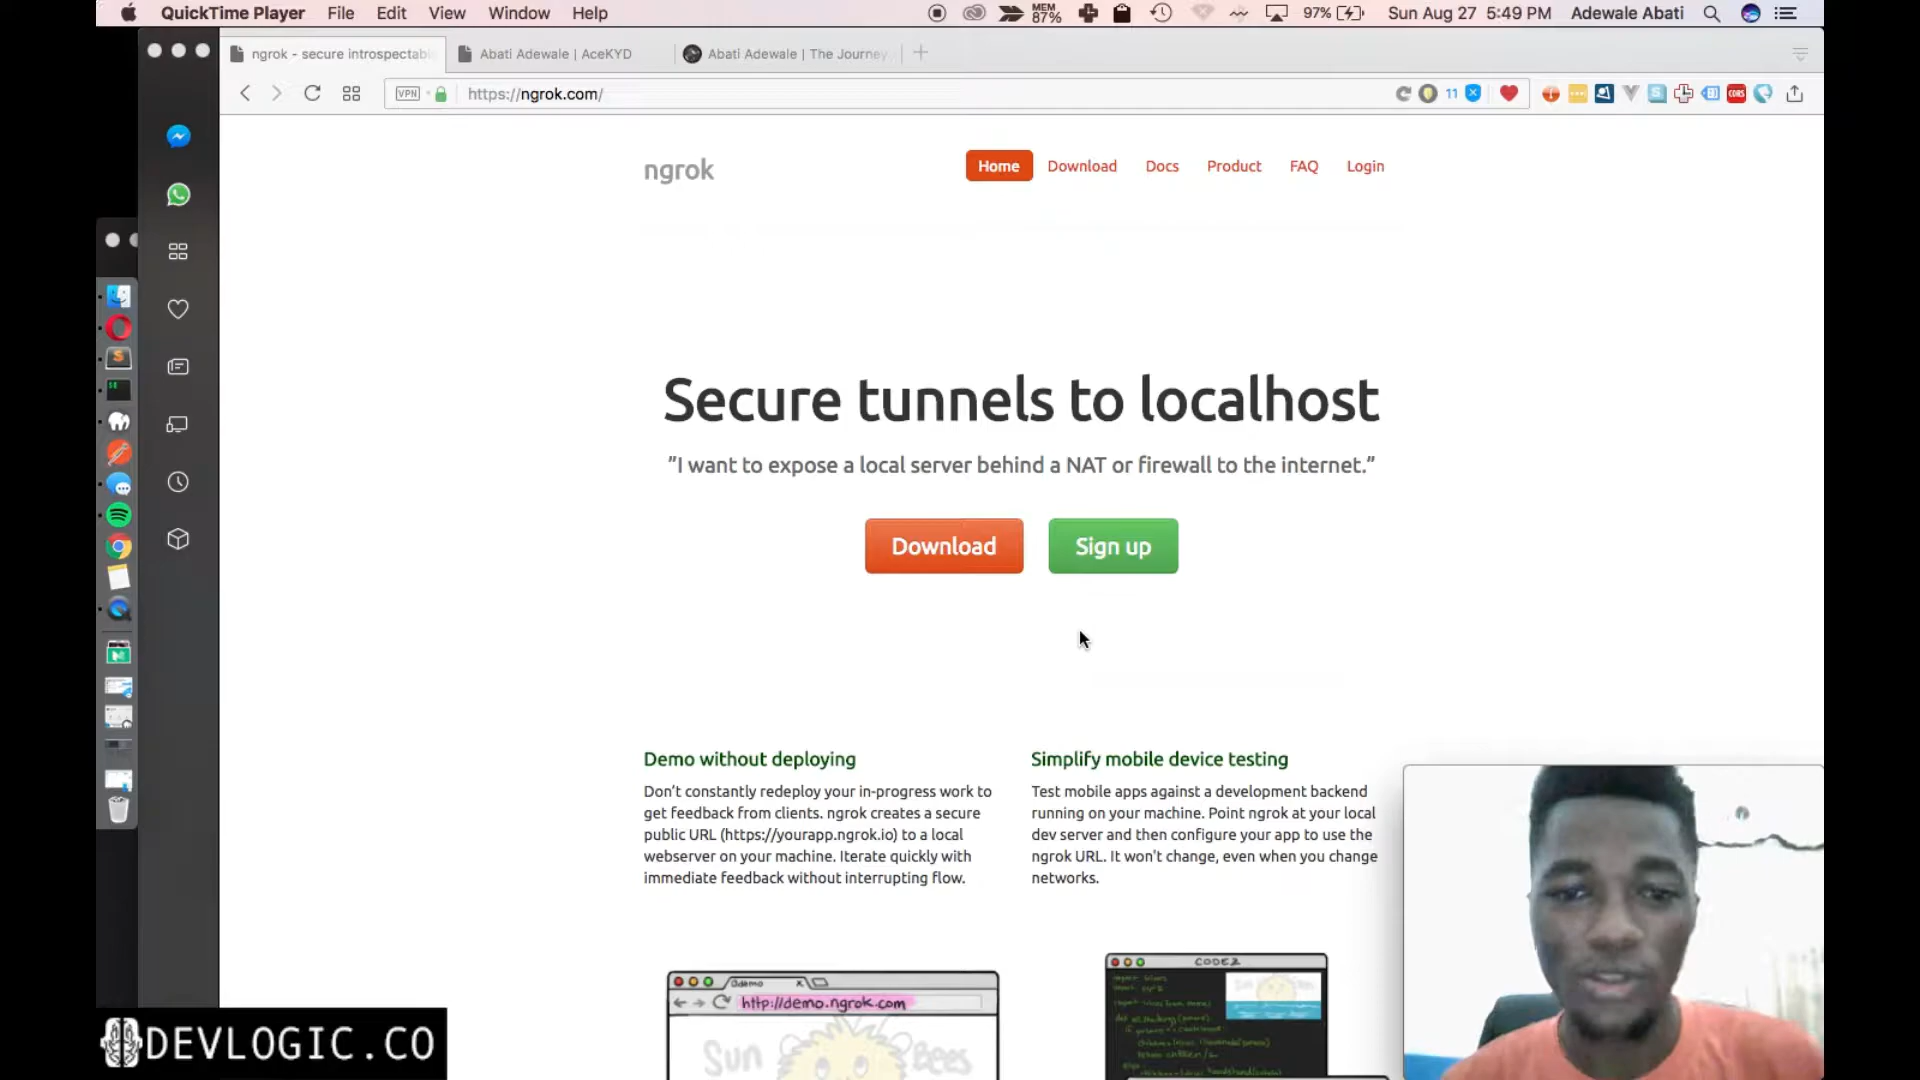 QuickTime Player File Edit View Window Help MEM 87% 97% Sun Aug 27 5:49 PM Adewale Abati
ngrok - secure introspectab Abati Adewale | AceKYD Abati Adewale | The Journey
VPN https://ngrok.com/ 11 CORS
ngrok
Home Download Docs Product FAQ Login
Secure tunnels to localhost
"I want to expose a local server behind a NAT or firewall to the internet."
Download Sign up
Demo without deploying
Don't constantly redeploy your in-progress work to
get feedback from clients. ngrok creates a secure
public URL (https://yourapp.ngrok.io) to a local
webserver on your machine. Iterate quickly with
immediate feedback without interrupting flow.
Simplify mobile device testing
Test mobile apps against a development backend
running on your machine. Point ngrok at your local
dev server and then configure your app to use the
ngrok URL. It won't change, even when you change
networks.
demo
http://demo.ngrok.com
Sun Bees
CODEZ
DEVLOGIC.CO